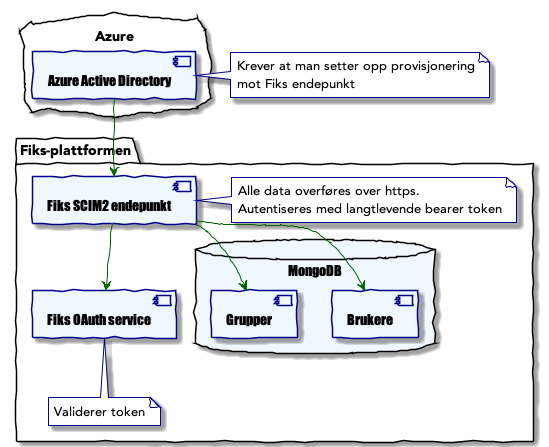 Azure
Azure Active Directory
Krever at man setter opp provisjonering
mot Fiks endepunkt
Fiks-plattformen
Fiks SCIM2 endepunkt
Alle data overføres over https.
Autentiseres med langtlevende bearer token
MongoDB
Fiks OAuth service
Grupper
Brukere
Validerer token